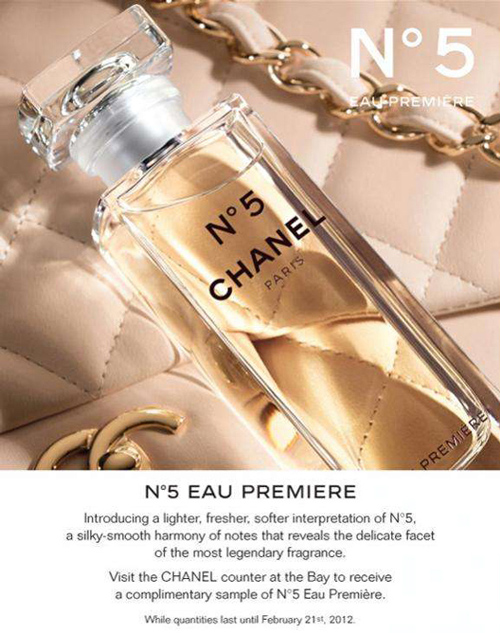 N°5
EAU PREMIÈRE
N°5
CHANEL
PARIS
PREMIERE
N°5 EAU PREMIERE
Introducing a lighter, fresher, softer interpretation of N°5,
a silky-smooth harmony of notes that reveals the delicate facet
of the most legendary fragrance.
Visit the CHANEL counter at the Bay to receive
a complimentary sample of N°5 Eau Première.
While quantities last until February 21st, 2012.